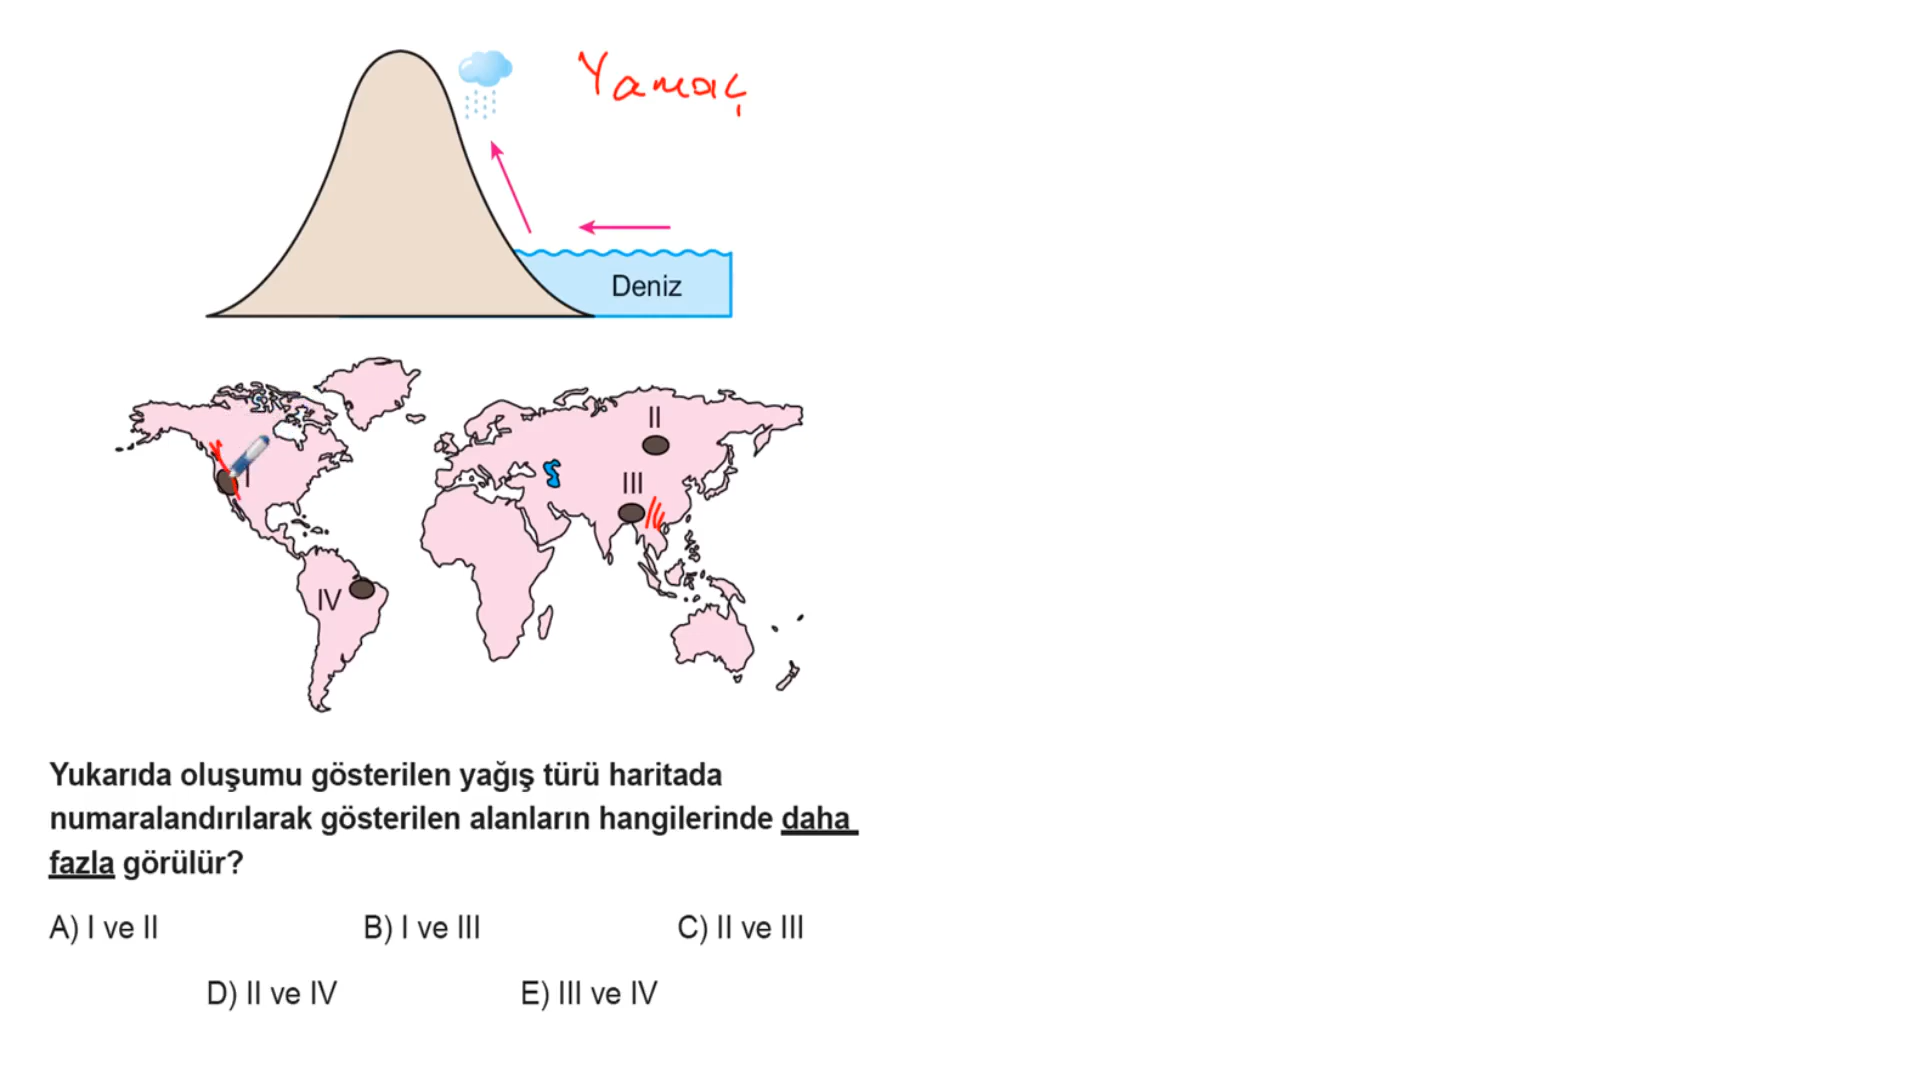 Yamaç
Deniz
II
I
III
IV
Yukarıda oluşumu gösterilen yağış türü haritada
numaralandırılarak gösterilen alanların hangilerinde daha
fazla görülür?
A) I ve II
B) I ve III
C) II ve III
D) II ve IV
E) III ve IV